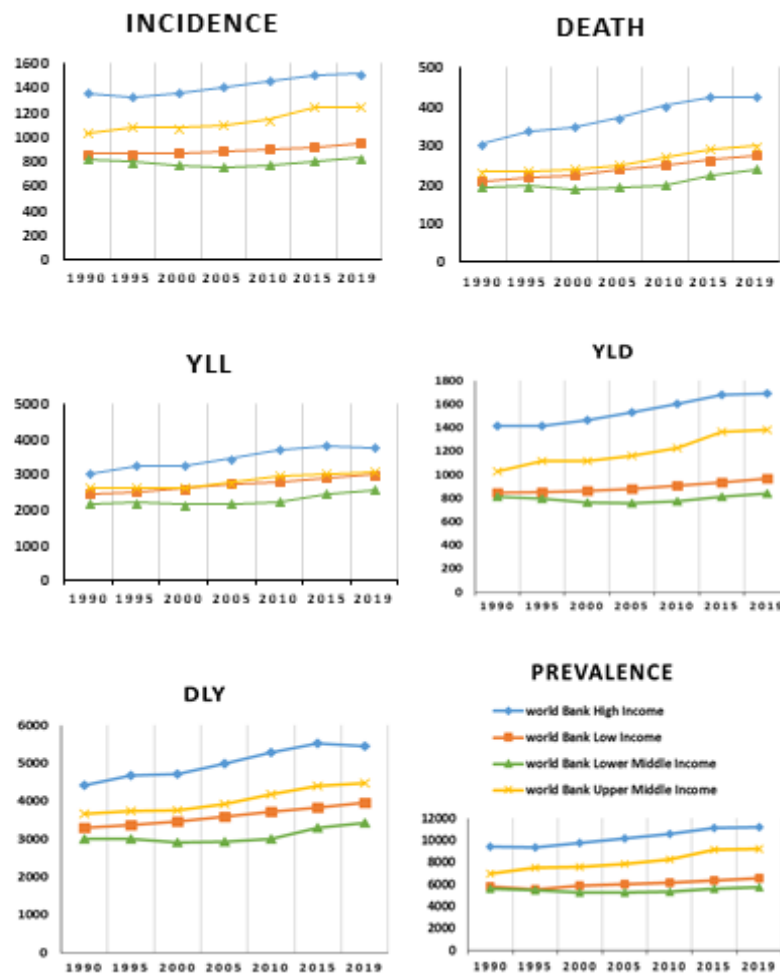 INCIDENCE
1600
1400
1200
1000
800
600
400
200
0
1990 1995 2000 2005 2010 2015 2019
DEATH
500
400
300
200
100
0
1990 1995 2000 2005 2010 2015 2019
YLL
5000
4000
3000
2000
1000
0
1990 1995 2000 2005 2010 2015 2019
YLD
1800
1600
1400
1200
1000
800
600
400
200
0
1990 1995 2000 2005 2010 2015 2019
DLY
6000
5000
4000
3000
2000
1000
0
1990 1995 2000 2005 2010 2015 2019
PREVALENCE
world Bank High Income
world Bank Low Income
world Bank Lower Middle Income
world Bank Upper Middle Income
12000
10000
8000
6000
4000
2000
0
1990 1995 2000 2005 2010 2015 2019